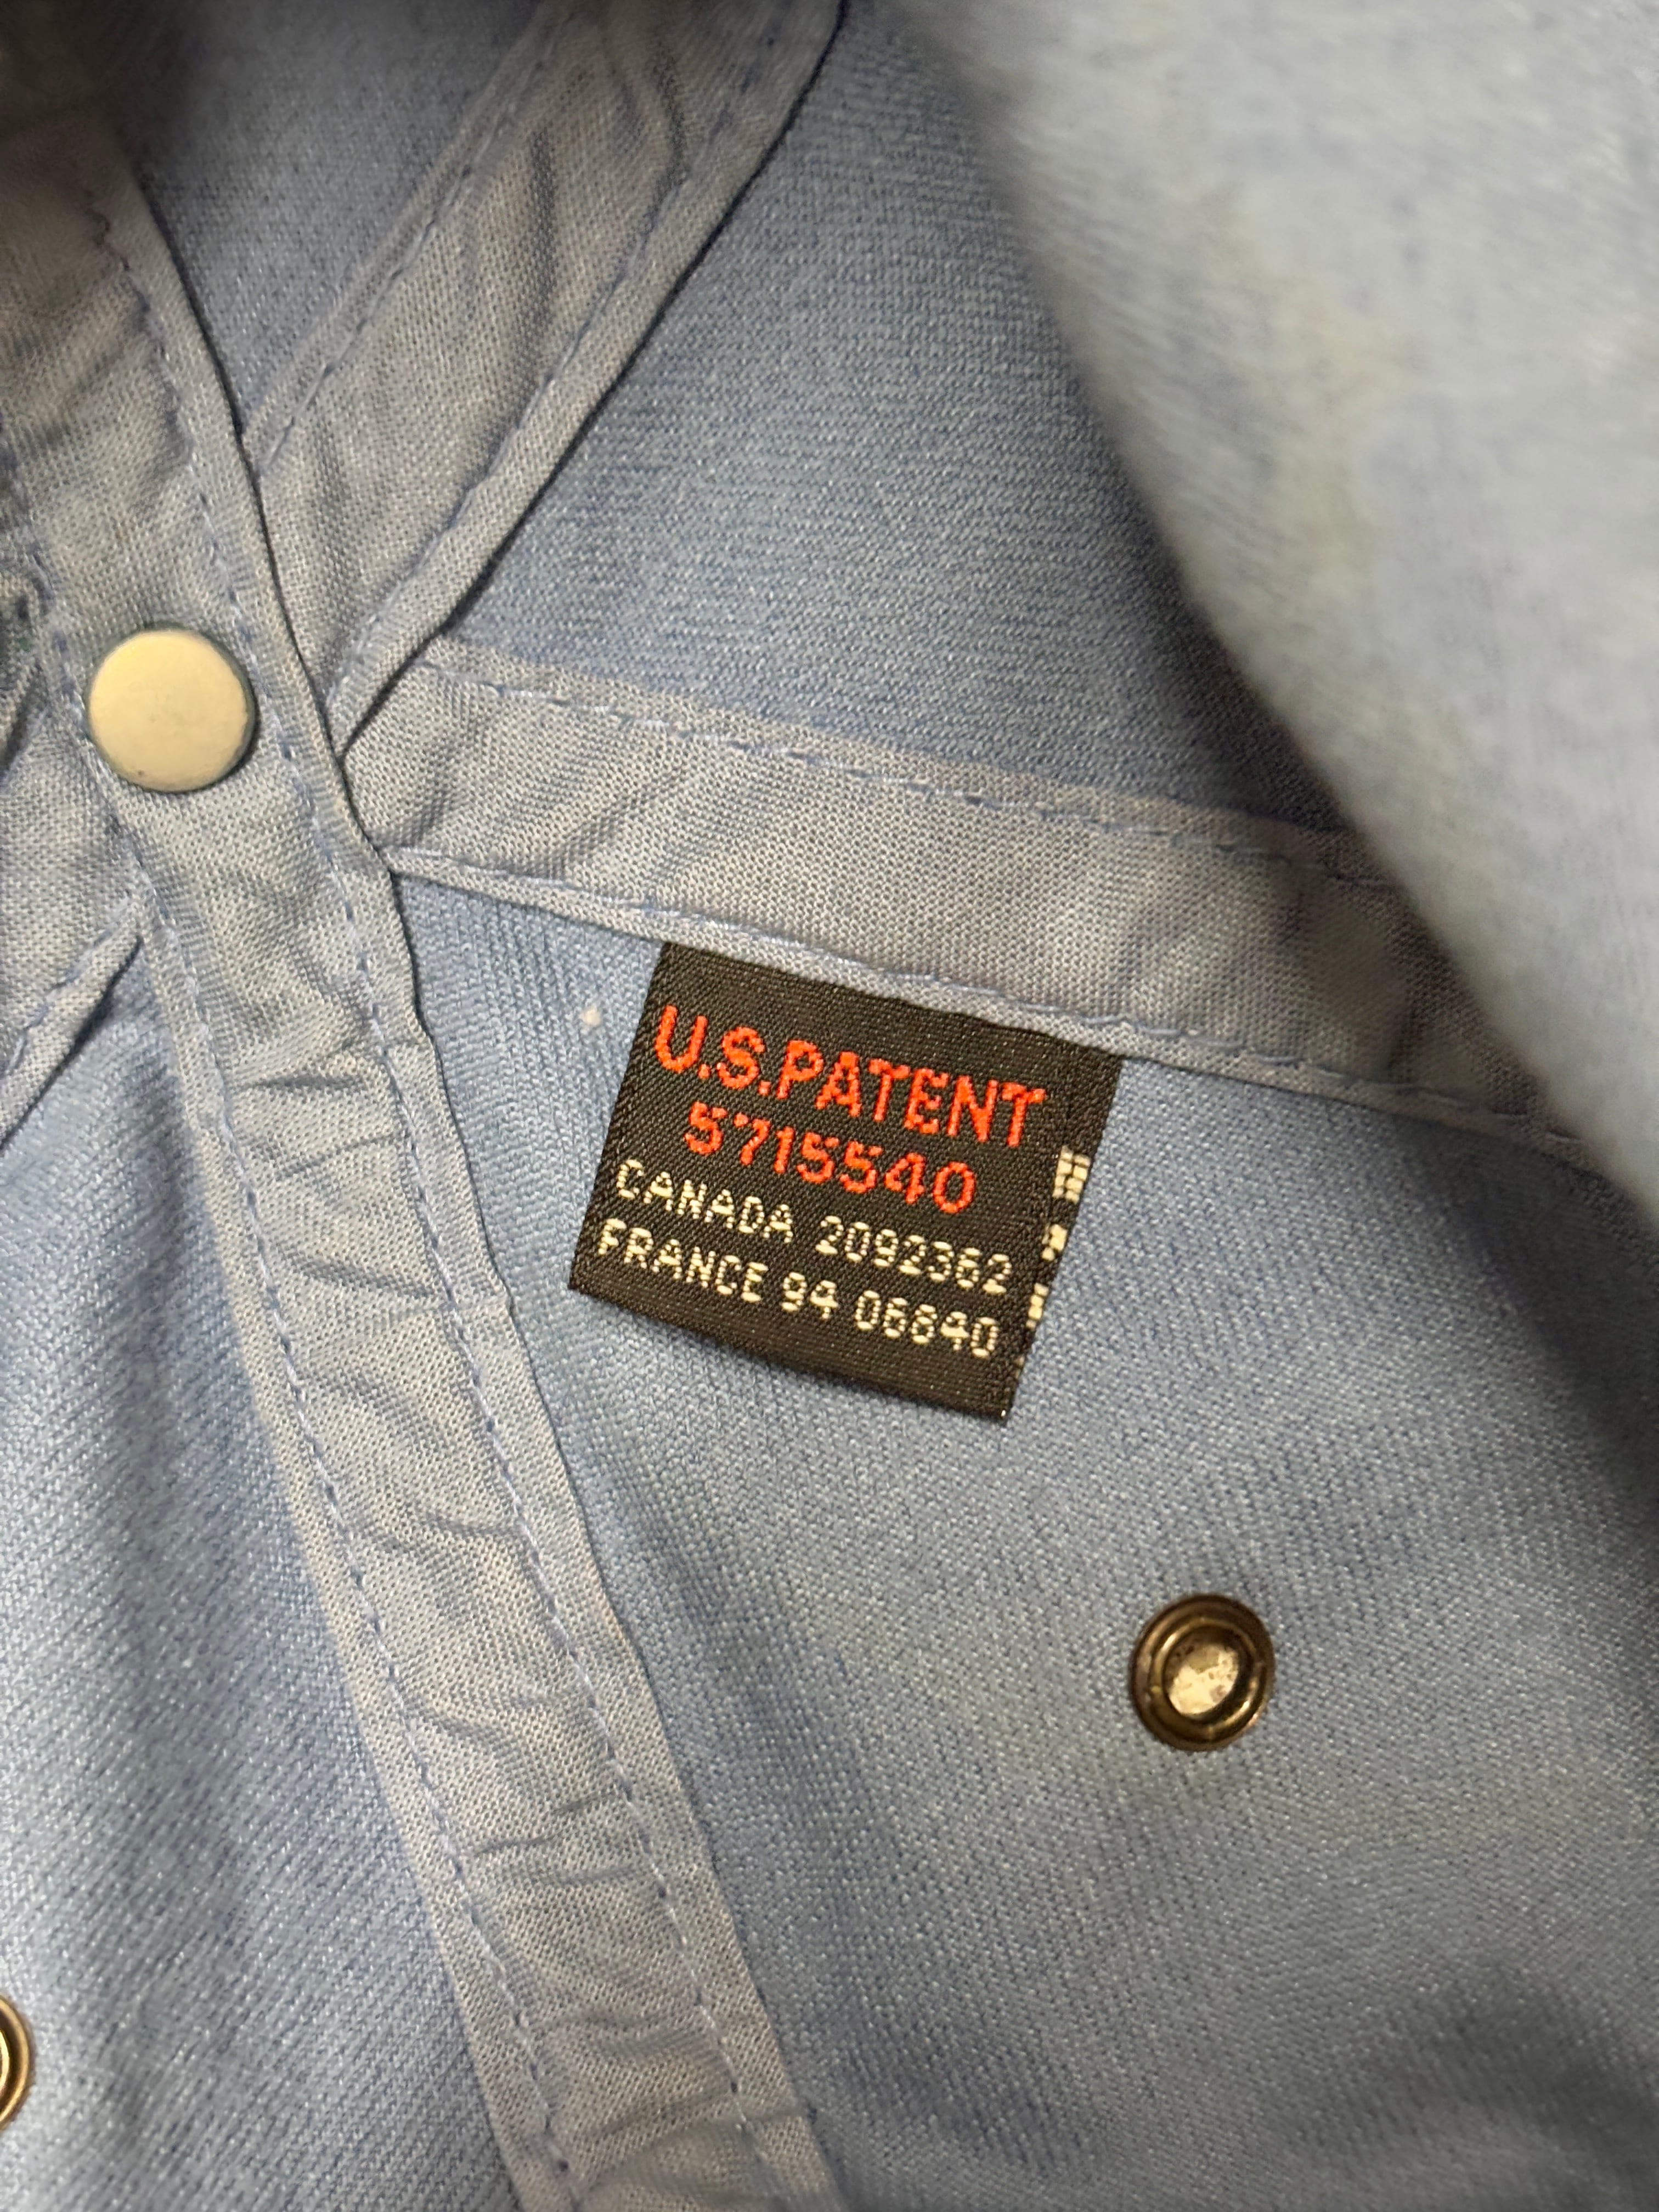 U.S.PATENT
5715540
CANADA 2092362
FRANCE 94 06840